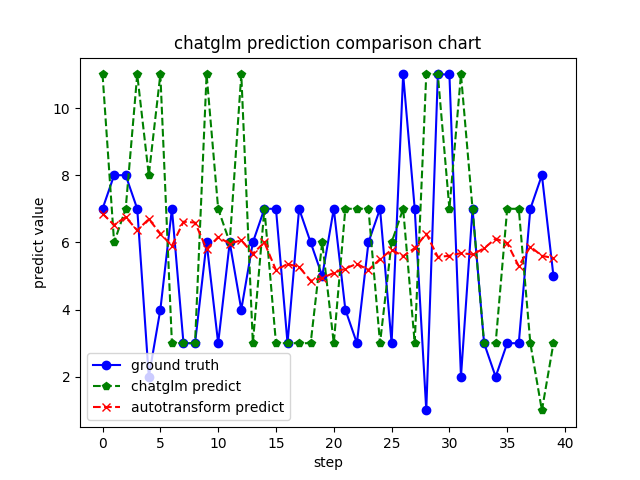 chatglm prediction comparison chart
predict value
10
8
6
4
2
ground truth
chatglm predict
autotransform predict
0 5 10 15 20 25 30 35 40
step